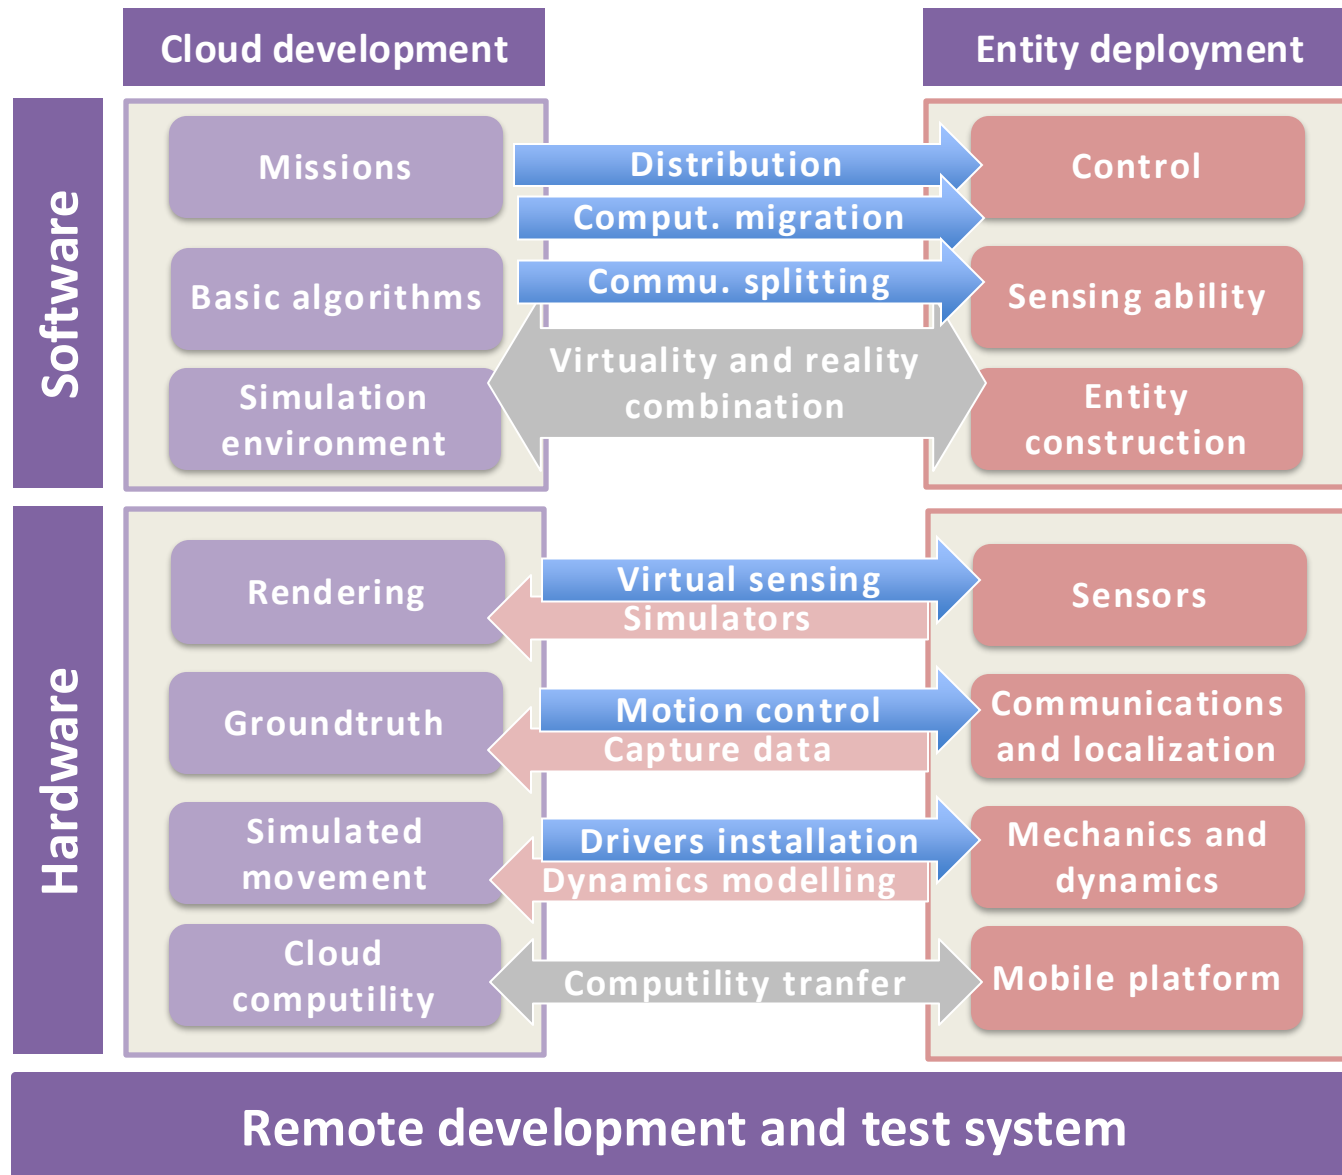 Cloud development
Entity deployment
Software
Missions
Distribution
Control
Comput. migration
Basic algorithms
Commu. splitting
Sensing ability
Simulation
environment
Virtuality and reality
combination
Entity
construction
Hardware
Rendering
Virtual sensing
Simulators
Sensors
Groundtruth
Motion control
Capture data
Communications
and localization
Simulated
movement
Drivers installation
Dynamics modelling
Mechanics and
dynamics
Cloud
computility
Computility tranfer
Mobile platform
Remote development and test system